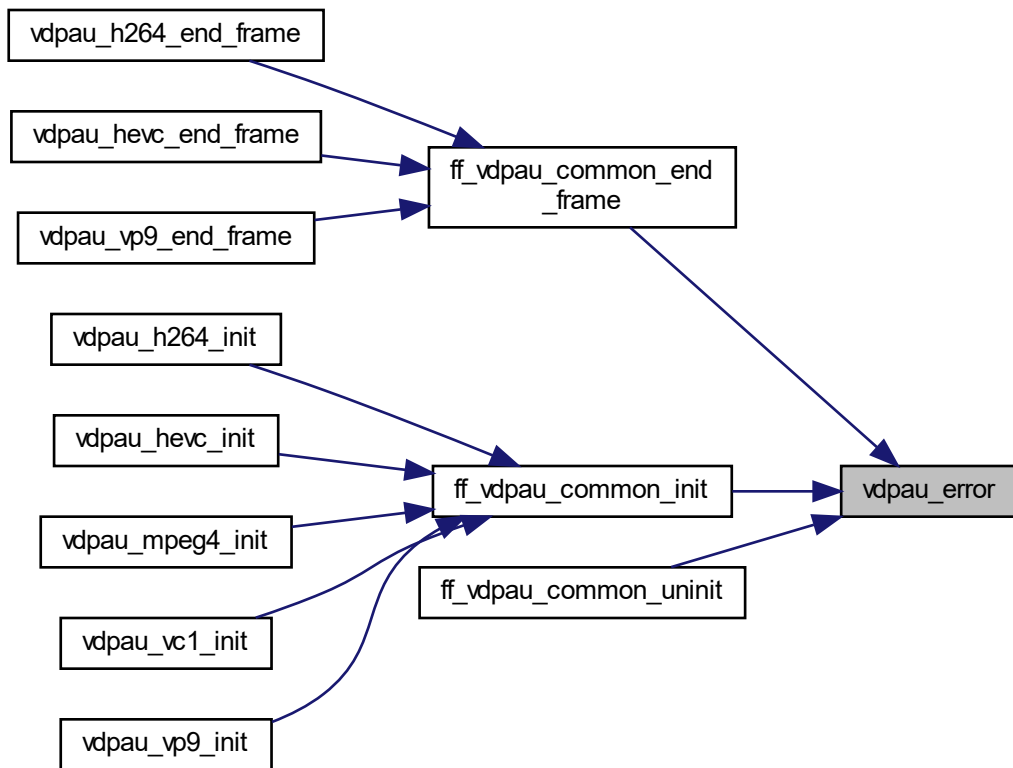 vdpau_h264_end_frame
vdpau_hevc_end_frame
ff_vdpau_common_end
_frame
vdpau_vp9_end_frame
vdpau_h264_init
vdpau_hevc_init
ff_vdpau_common_init
vdpau_error
vdpau_mpeg4_init
ff_vdpau_common_uninit
vdpau_vc1_init
vdpau_vp9_init